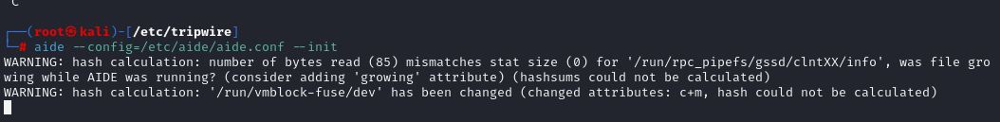 ^C
┌──(root㉿kali)-[/etc/tripwire]
└─# aide --config=/etc/aide/aide.conf --init
WARNING: hash calculation: number of bytes read (85) mismatches stat size (0) for '/run/rpc_pipefs/gssd/clntXX/info', was file gro
wing while AIDE was running? (consider adding 'growing' attribute) (hashsums could not be calculated)
WARNING: hash calculation: '/run/vmblock-fuse/dev' has been changed (changed attributes: c+m, hash could not be calculated)